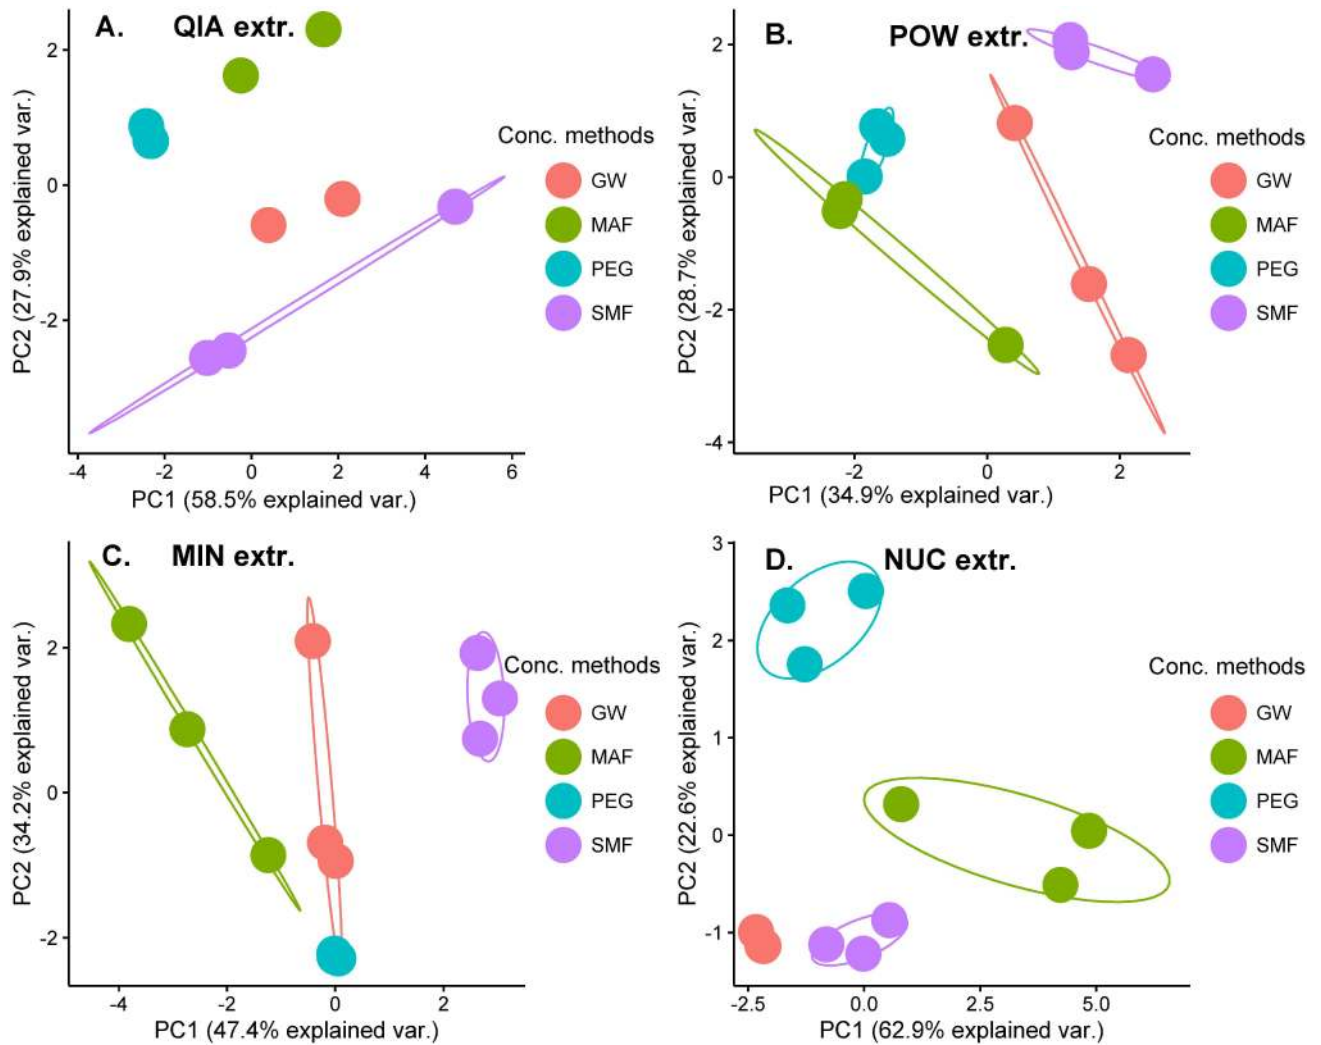 A. QIA extr.
2
0
-2
PC2 (27.9% explained var.)
-4 -2 0 2 4 6
PC1 (58.5% explained var.)
Conc. methods
GW
MAF
PEG
SMF
B. POW extr.
2
0
-2
-4
PC2 (28.7% explained var.)
-2 0 2
PC1 (34.9% explained var.)
Conc. methods
GW
MAF
PEG
SMF
C. MIN extr.
2
0
-2
PC2 (34.2% explained var.)
-4 -2 0 2
PC1 (47.4% explained var.)
Conc. methods
GW
MAF
PEG
SMF
D. NUC extr.
3
2
1
0
-1
PC2 (22.6% explained var.)
-2.5 0.0 2.5 5.0
PC1 (62.9% explained var.)
Conc. methods
GW
MAF
PEG
SMF